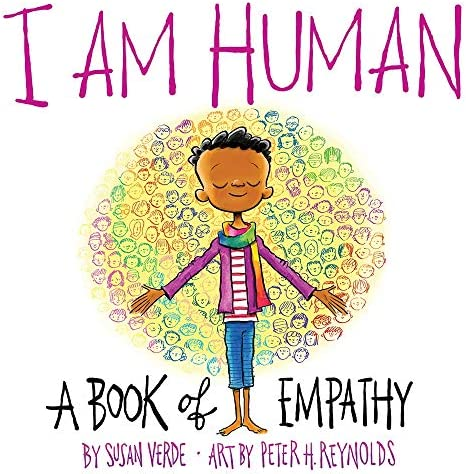 I AM HUMAN
A BOOK of EMPATHY
BY SUSAN VERDE · ART BY PETER H. REYNOLDS